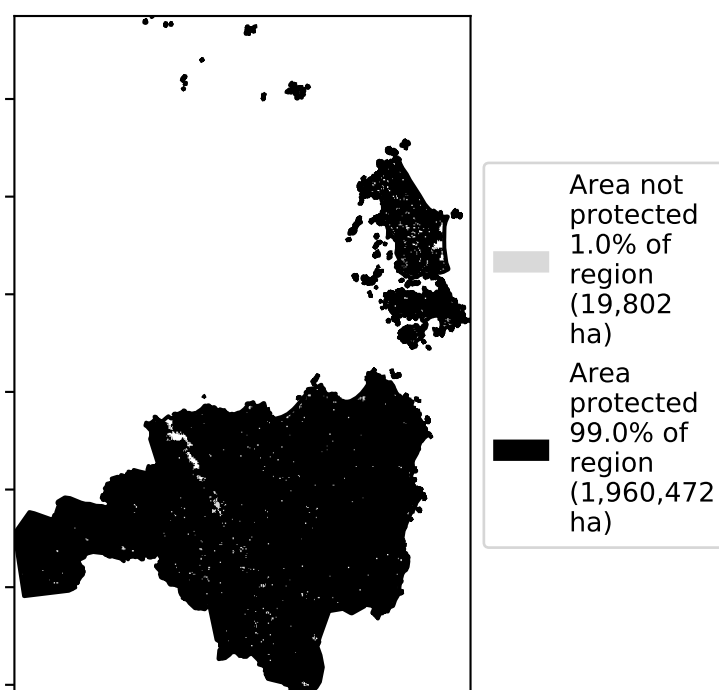 Area not
protected
1.0% of
region
(19,802
ha)
Area
protected
99.0% of
region
(1,960,472
ha)